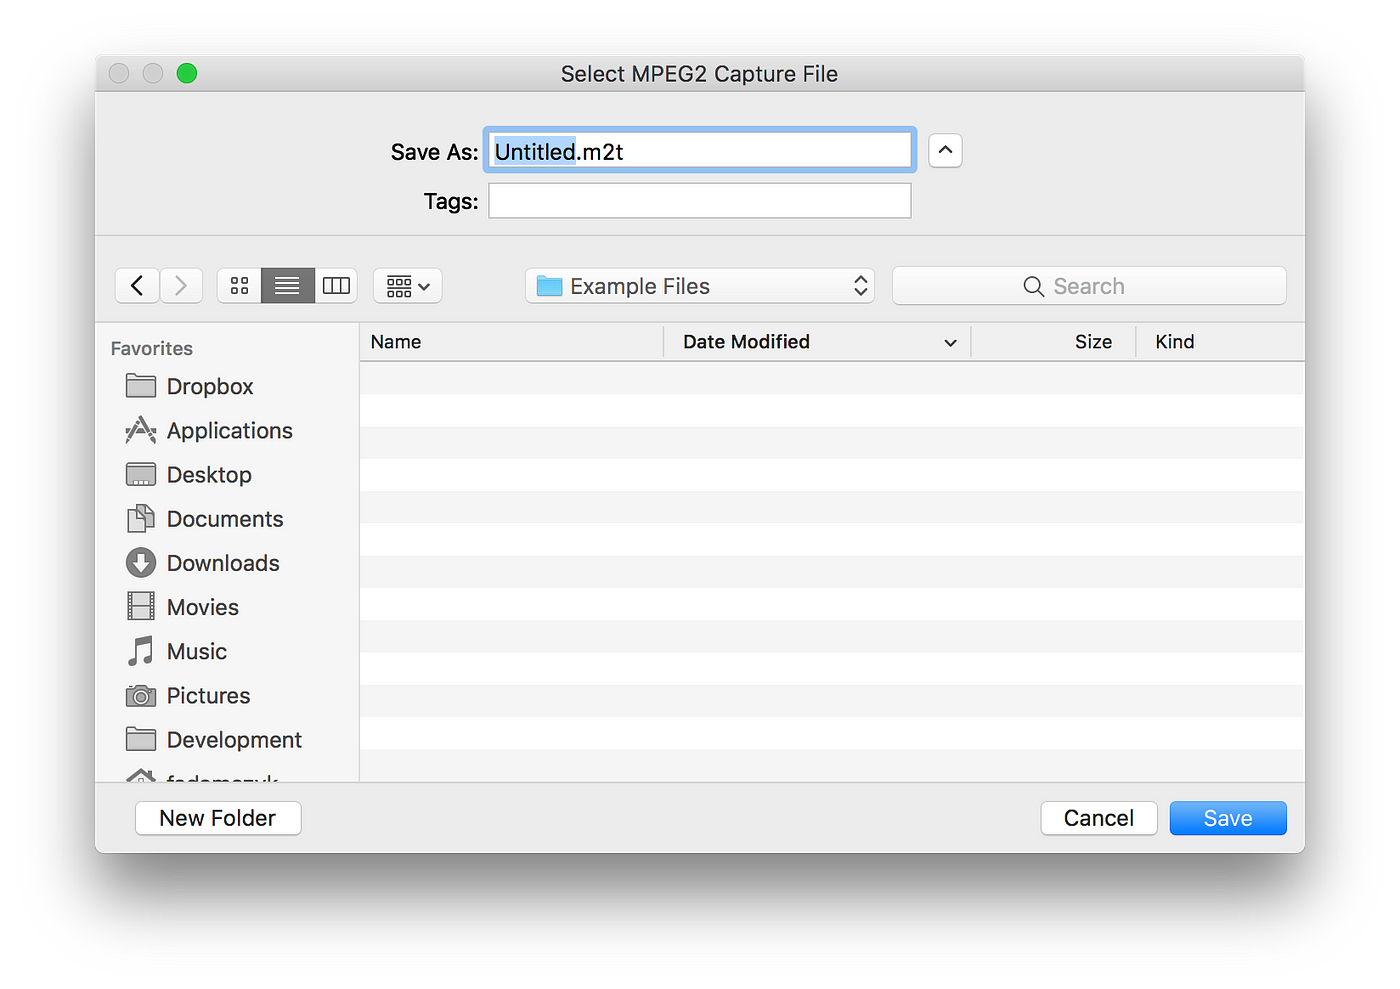 Select MPEG2 Capture File
Save As: Untitled.m2t
Tags:
Example Files
Search
Favorites
Name Date Modified Size Kind
Dropbox
Applications
Desktop
Documents
Downloads
Movies
Music
Pictures
Development
New Folder Cancel Save